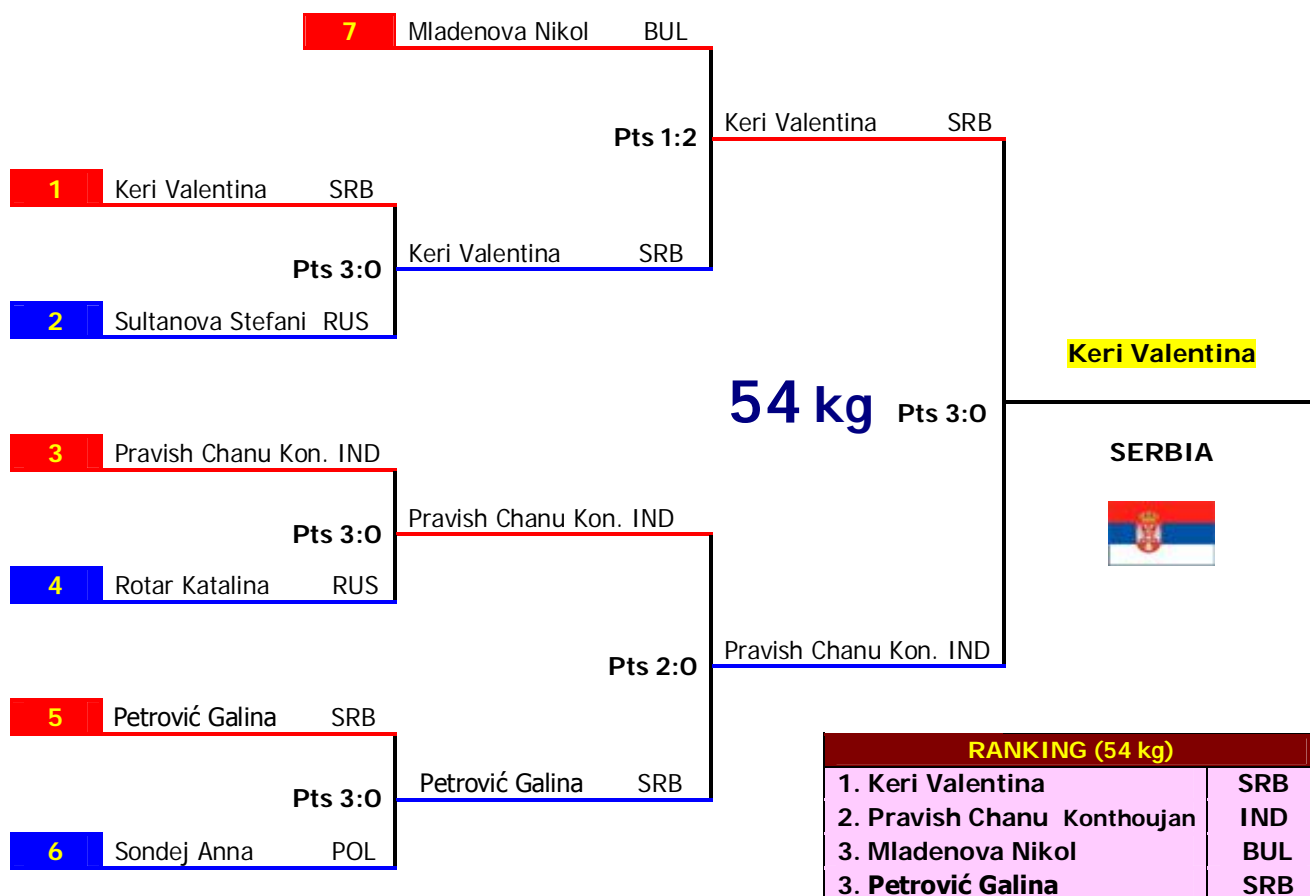 7 Mladenova Nikol BUL
Pts 1:2
Keri Valentina SRB
1 Keri Valentina SRB
Pts 3:0
Keri Valentina SRB
2 Sultanova Stefani RUS
Keri Valentina
54 kg Pts 3:0
SERBIA
3 Pravish Chanu Kon. IND
Pts 3:0
Pravish Chanu Kon. IND
4 Rotar Katalina RUS
Pts 2:0
Pravish Chanu Kon. IND
5 Petrović Galina SRB
Pts 3:0
Petrović Galina SRB
6 Sondej Anna POL
RANKING (54 kg)
1. Keri Valentina SRB
2. Pravish Chanu Konthoujan IND
3. Mladenova Nikol BUL
3. Petrović Galina SRB